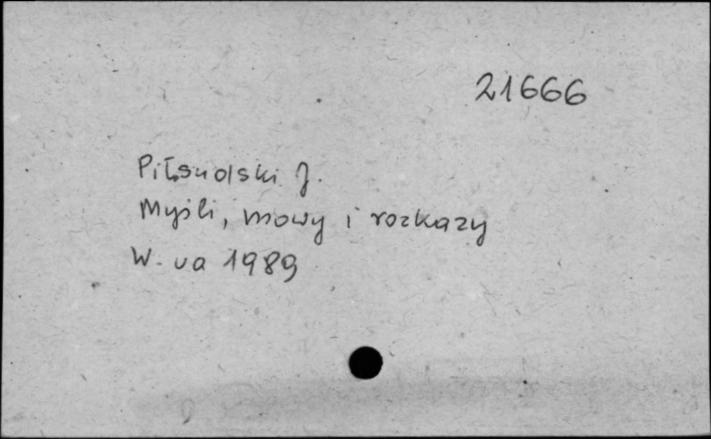 21666
Piłsudski J.
Myśli, mowy i rozkazy
W-wa 1989